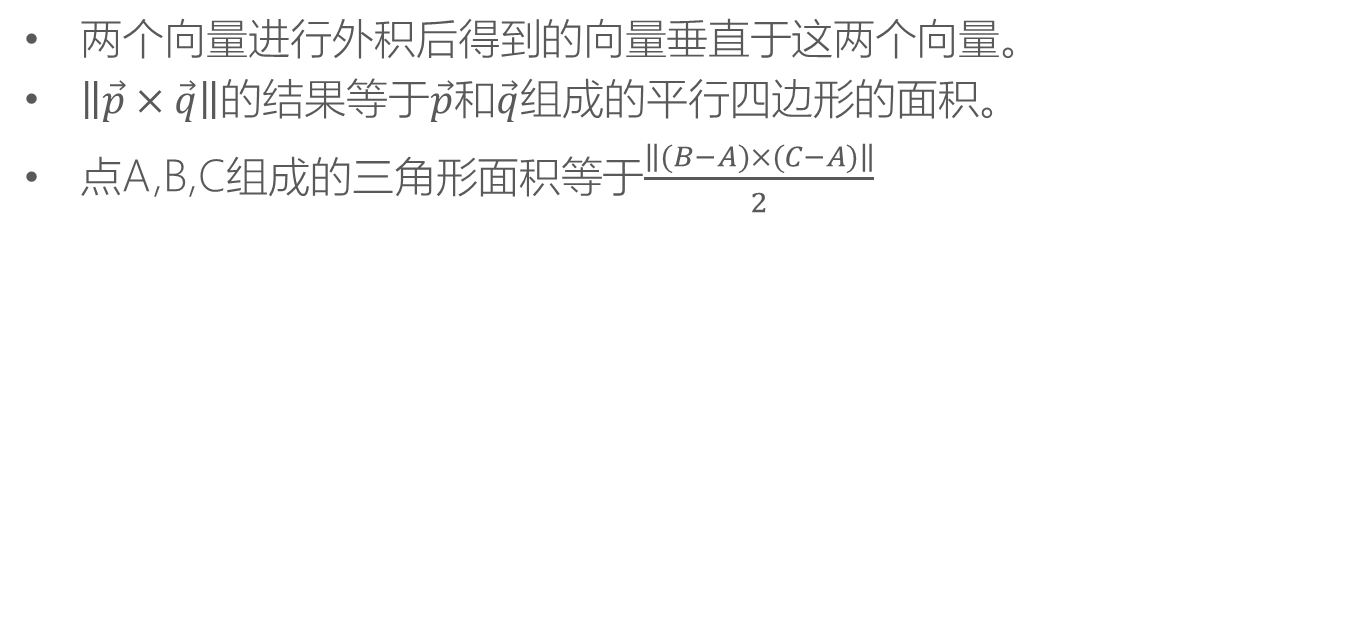 • 两个向量进行外积后得到的向量垂直于这两个向量。
• ‖p⃗ × q⃗‖的结果等于p⃗和q⃗组成的平行四边形的面积。
• 点A,B,C组成的三角形面积等于‖(B−A)×(C−A)‖/2